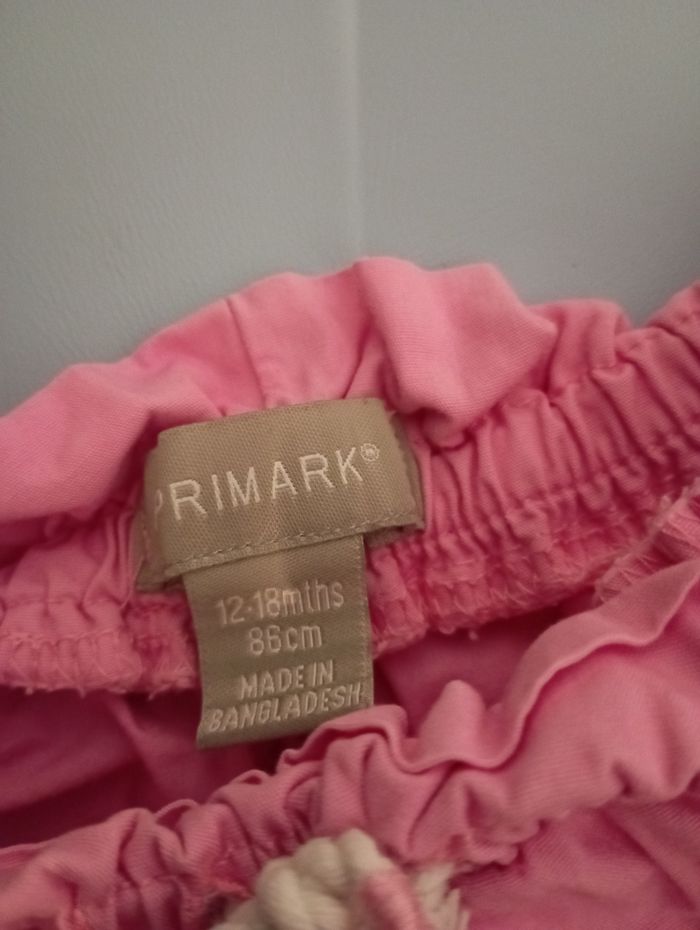 PRIMARK®
12-18mths
86cm
MADE IN
BANGLADESH